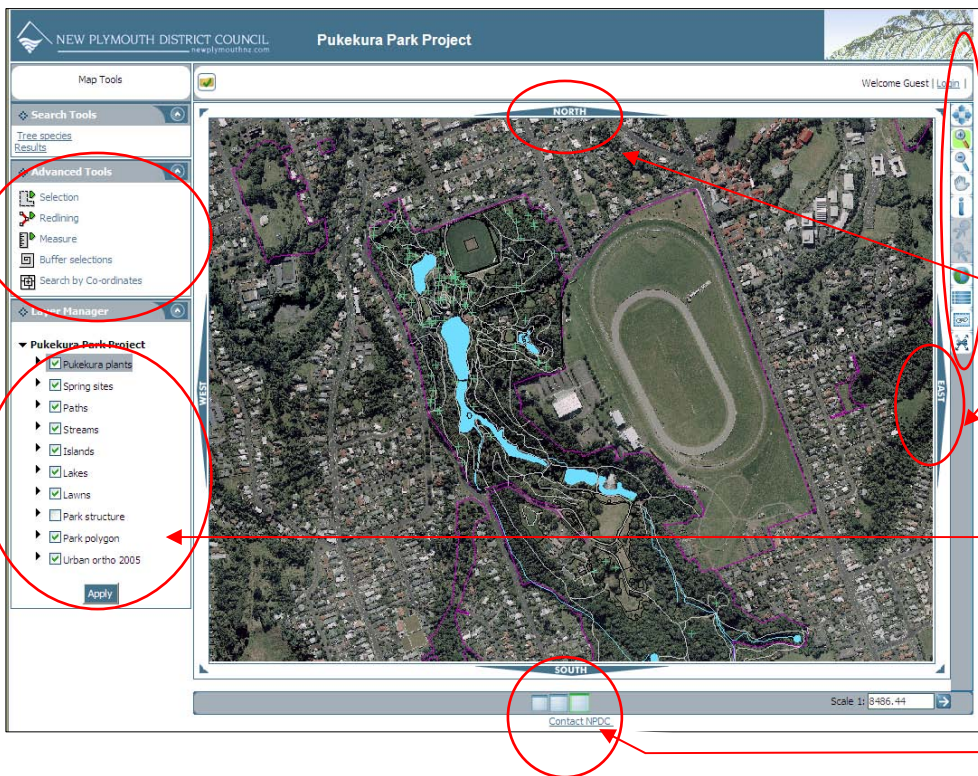 NEW PLYMOUTH DISTRICT COUNCIL
newplymouthnz.com
Pukekura Park Project
Map Tools
Welcome Guest | Login |
Search Tools
Tree species
Results
Advanced Tools
Selection
Redlining
Measure
Buffer selections
Search by Co-ordinates
Layer Manager
Pukekura Park Project
Pukekura plants
Spring sites
Paths
Streams
Islands
Lakes
Lawns
Park structure
Park polygon
Urban ortho 2005
Apply
NORTH
WEST
EAST
SOUTH
Scale 1: 8486.44
Contact NPDC